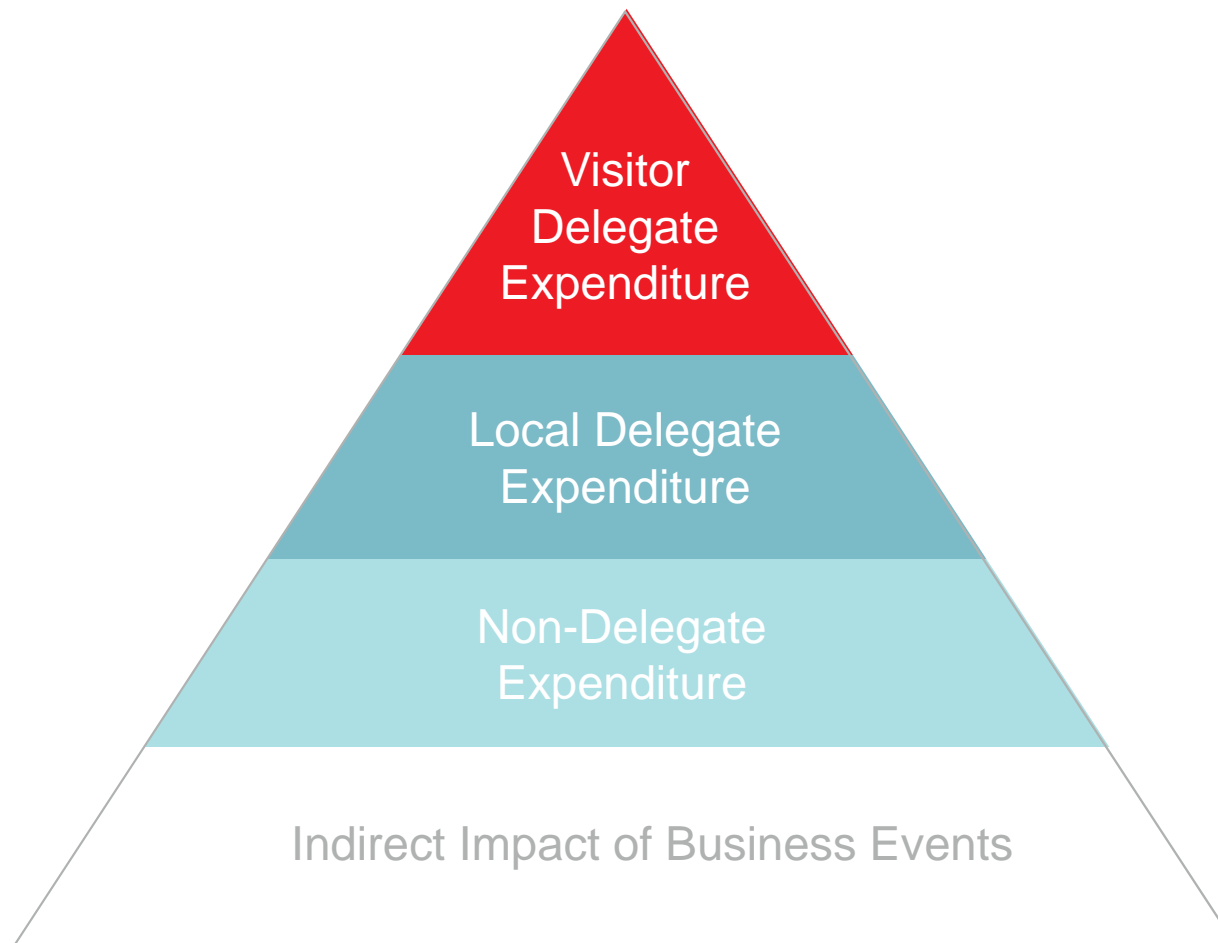 Visitor
Delegate
Expenditure
Local Delegate
Expenditure
Non-Delegate
Expenditure
Indirect Impact of Business Events